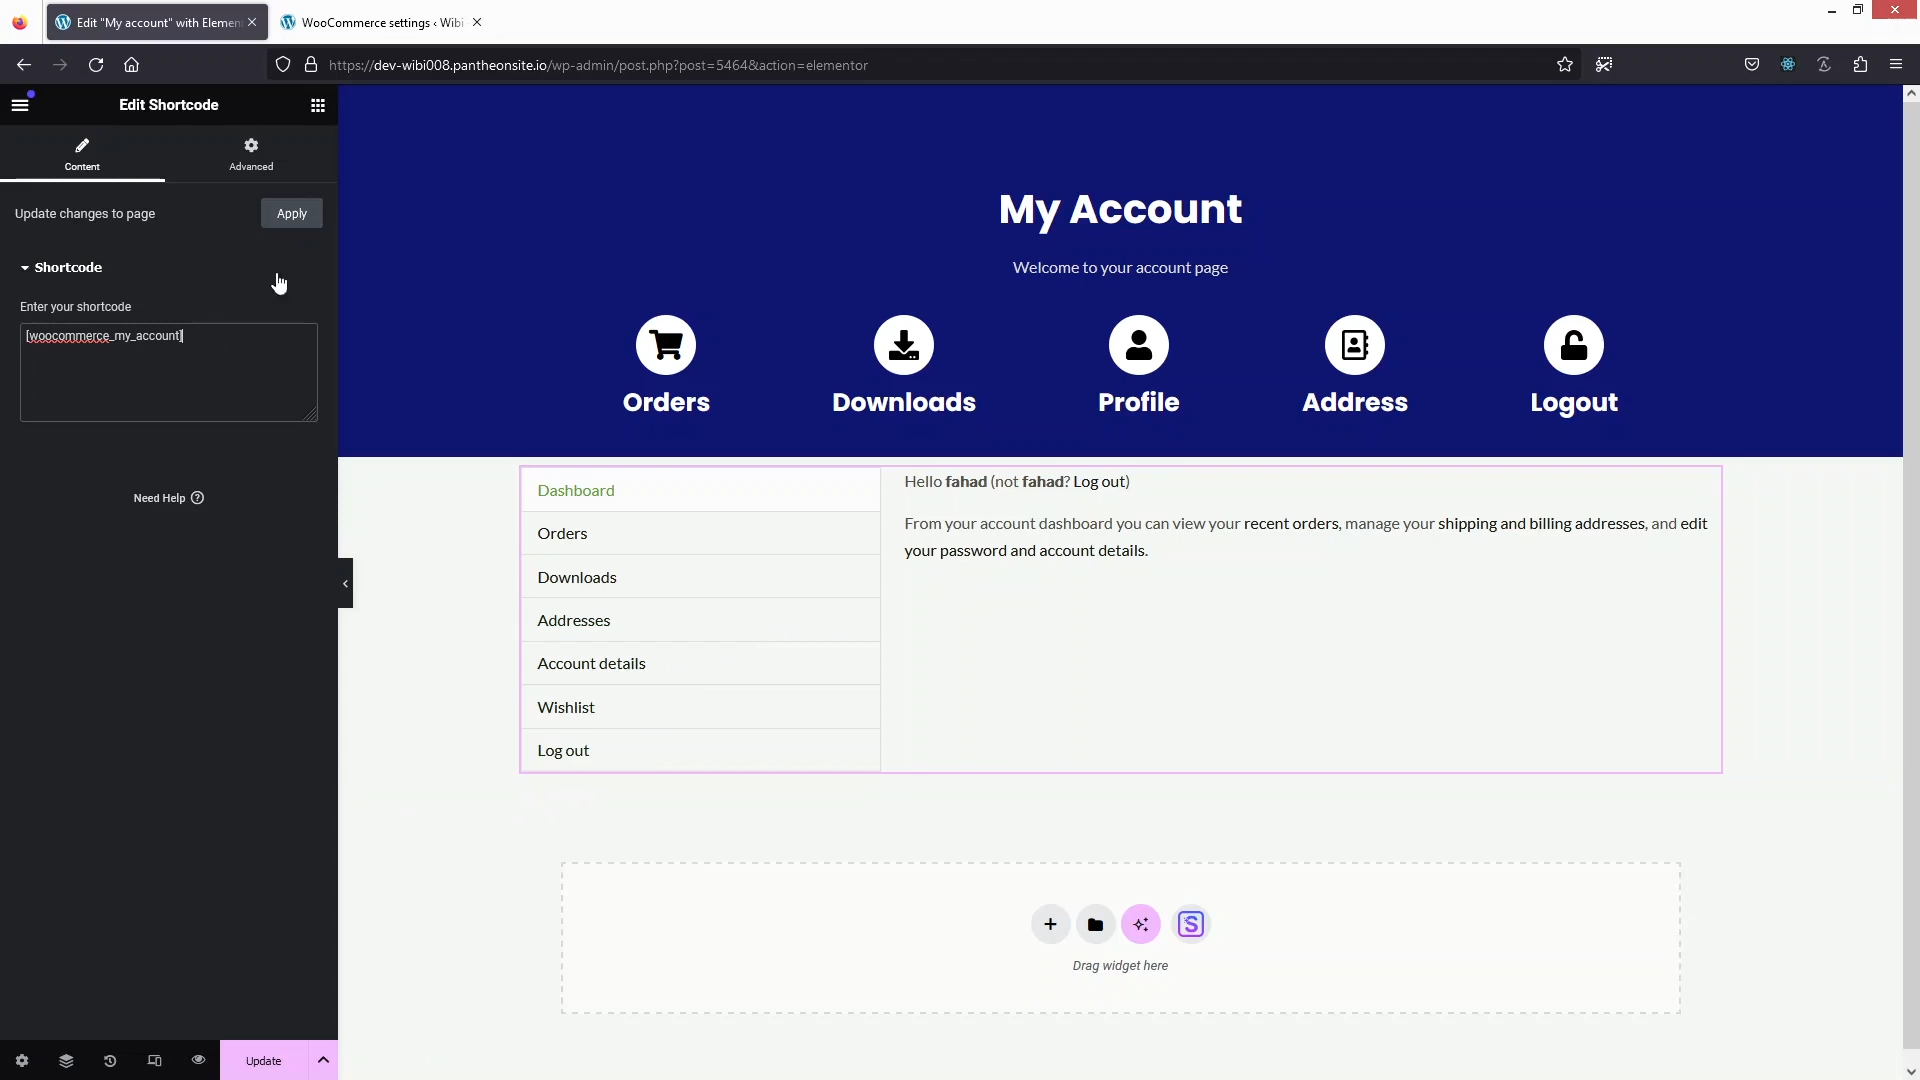 Edit "My account" with Elemen
WooCommerce settings ‹ Wibi
https://dev-wibi008.pantheonsite.io/wp-admin/post.php?post=5464&action=elementor
Edit Shortcode
Content
Advanced
Update changes to page
Apply
Shortcode
Enter your shortcode
[woocommerce_my_account]
Need Help
Update
My Account
Welcome to your account page
Orders
Downloads
Profile
Address
Logout
Dashboard
Orders
Downloads
Addresses
Account details
Wishlist
Log out
Hello fahad (not fahad? Log out)
From your account dashboard you can view your recent orders, manage your shipping and billing addresses, and edit
your password and account details.
S
Drag widget here